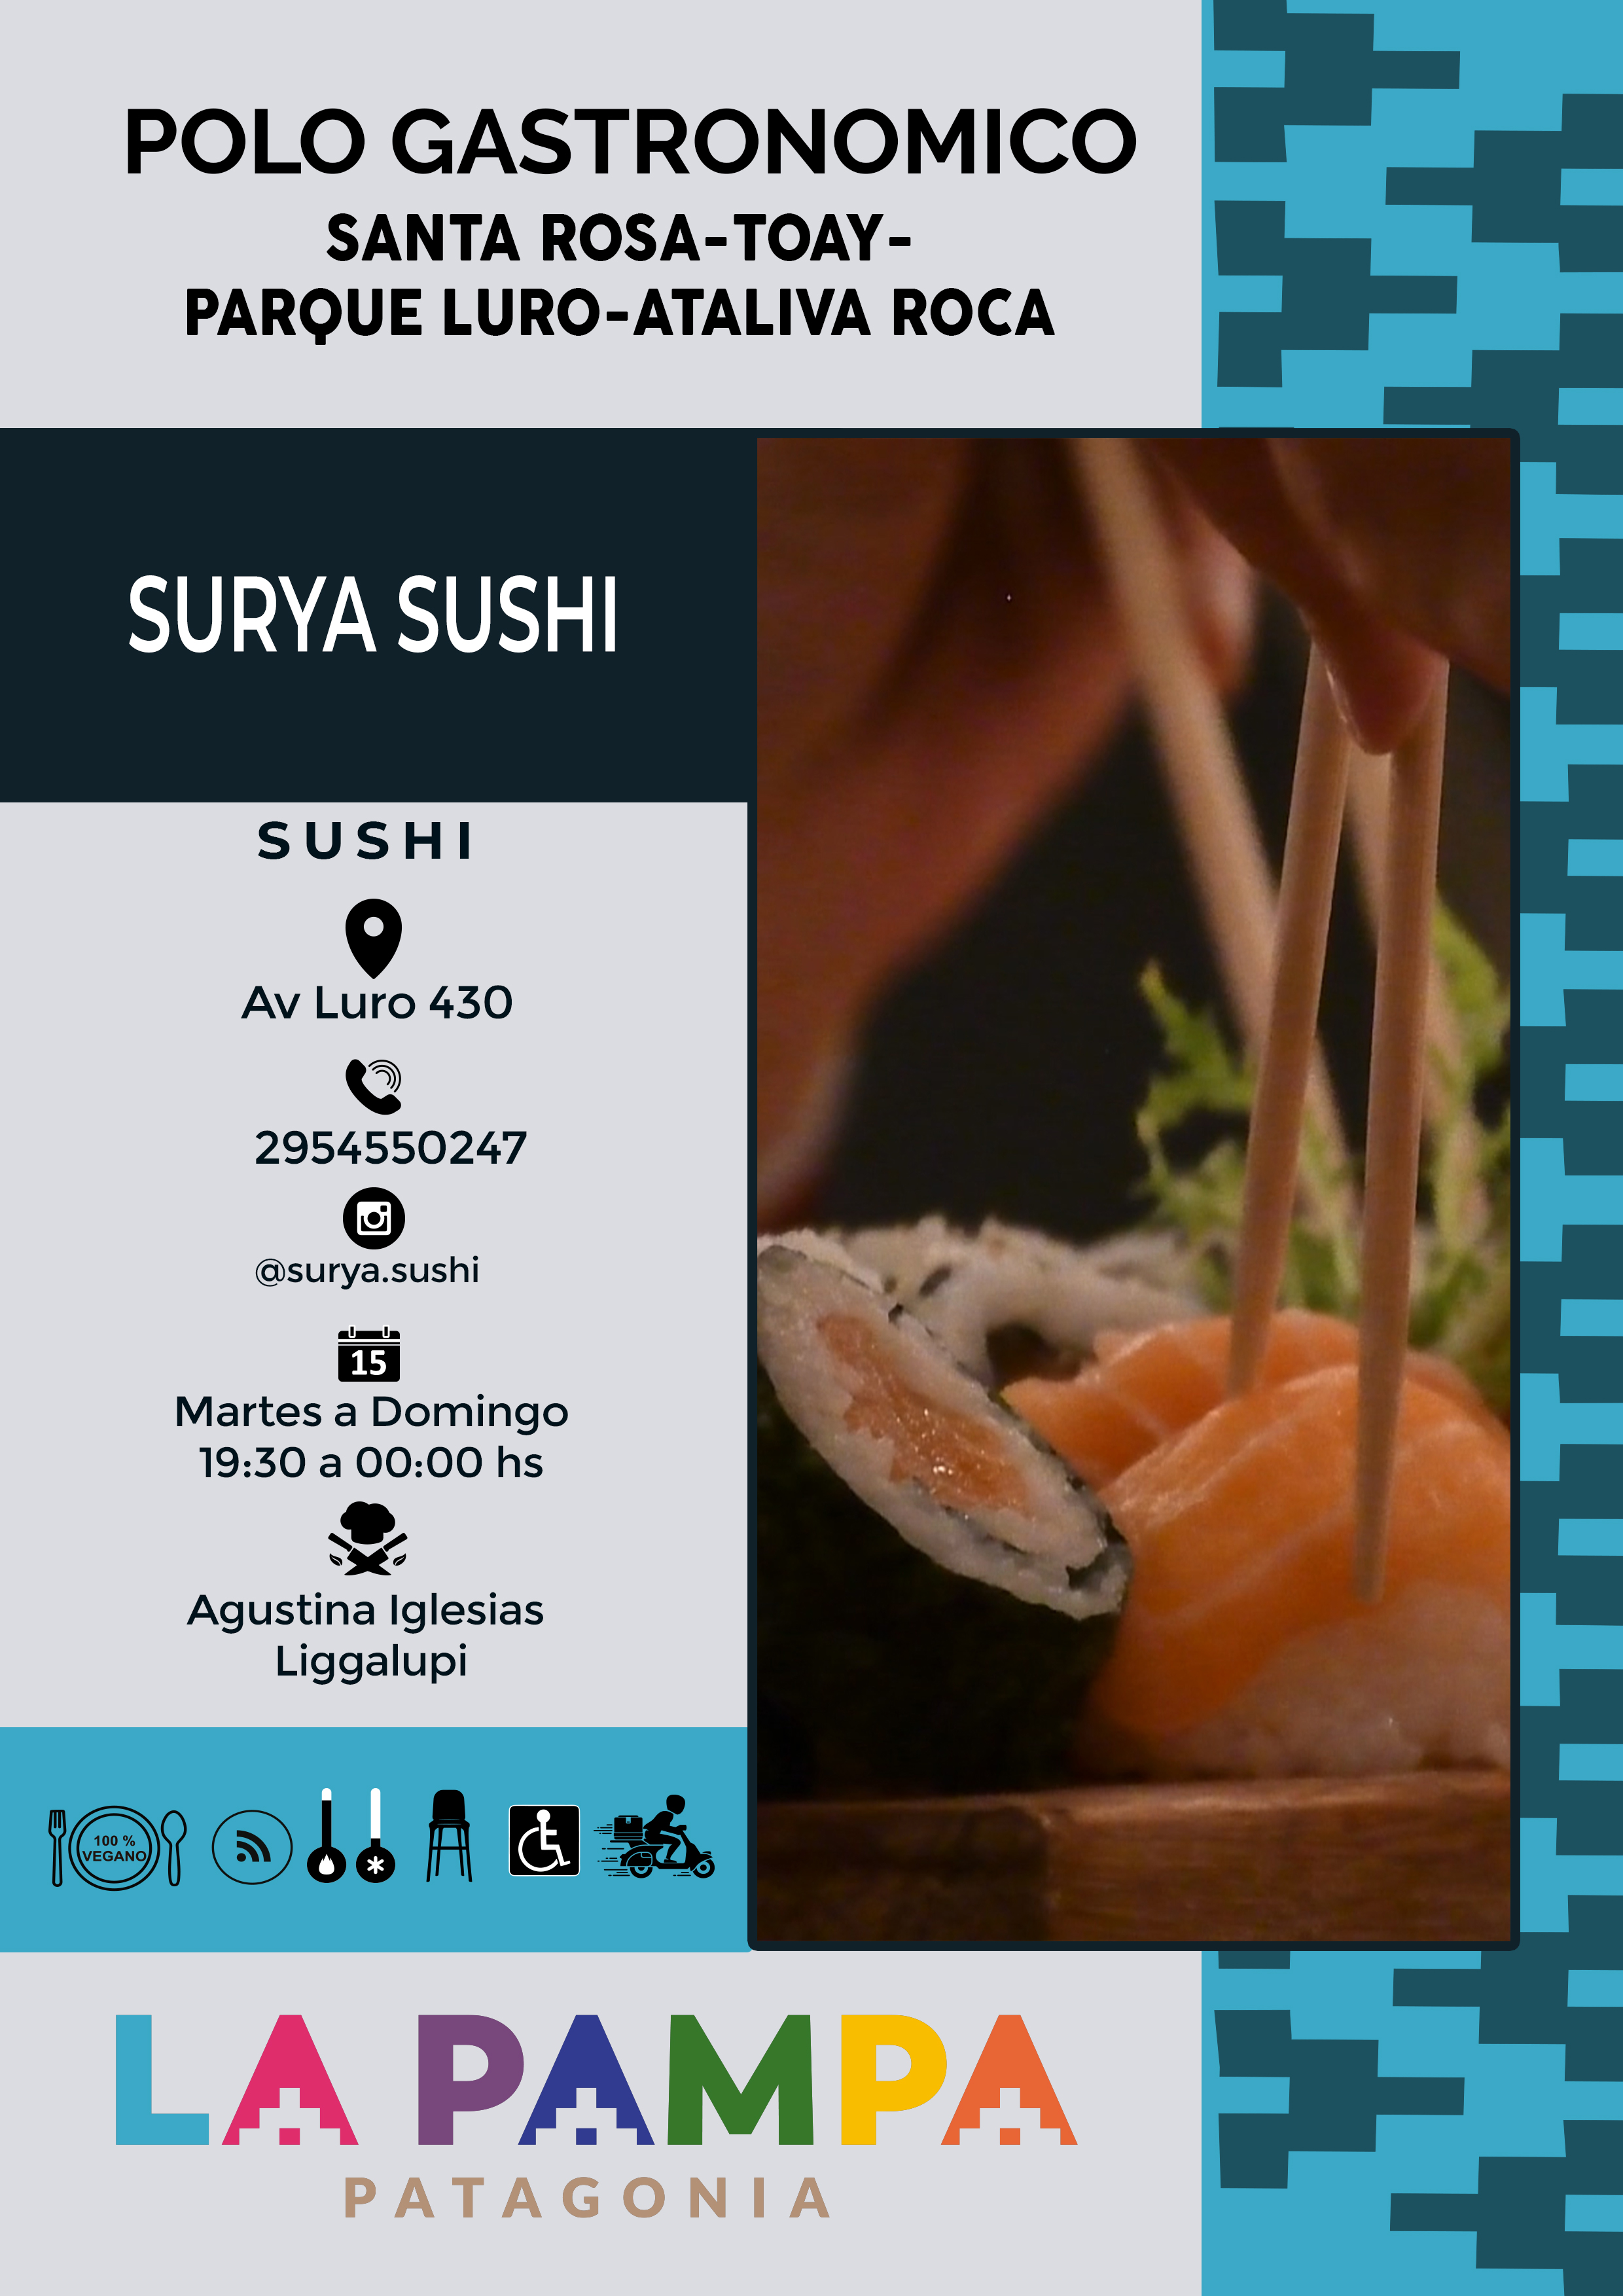 POLO GASTRONOMICO
SANTA ROSA-TOAY-
PARQUE LURO-ATALIVA ROCA
SURYA SUSHI
SUSHI
Av Luro 430
2954550247
@surya.sushi
15
Martes a Domingo
19:30 a 00:00 hs
Agustina Iglesias
Liggalupi
100 %
VEGANO
LA PAMPA
PATAGONIA